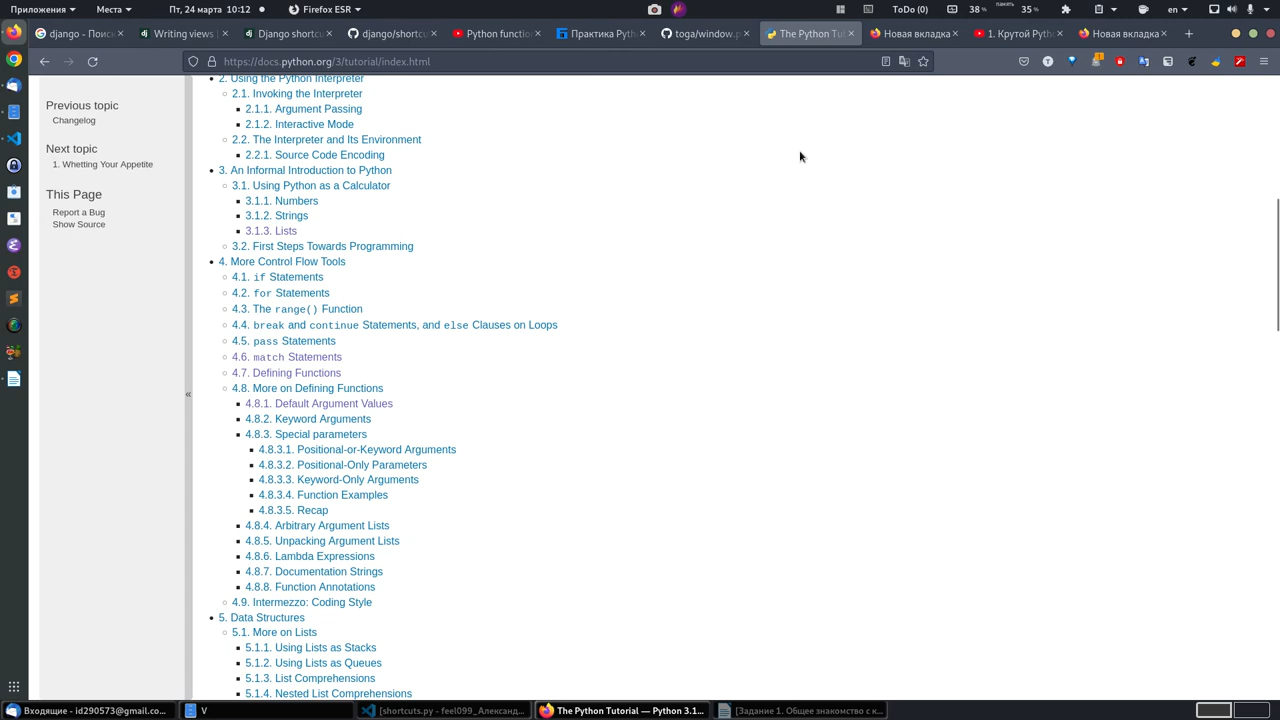 Приложения Места Пт, 24 марта 10:12 Firefox ESR ToDo (0) 38% память 35%
django - Поис
Writing views
Django shortcu
django/shortcu
Python function
Практика Pyth
toga/window.p
The Python Tut
Новая вкладка
1. Крутой Pyth
Новая вкладка
https://docs.python.org/3/tutorial/index.html
Previous topic
Changelog
Next topic
1. Whetting Your Appetite
This Page
Report a Bug
Show Source
«
2. Using the Python Interpreter
2.1. Invoking the Interpreter
2.1.1. Argument Passing
2.1.2. Interactive Mode
2.2. The Interpreter and Its Environment
2.2.1. Source Code Encoding
3. An Informal Introduction to Python
3.1. Using Python as a Calculator
3.1.1. Numbers
3.1.2. Strings
3.1.3. Lists
3.2. First Steps Towards Programming
4. More Control Flow Tools
4.1. if Statements
4.2. for Statements
4.3. The range() Function
4.4. break and continue Statements, and else Clauses on Loops
4.5. pass Statements
4.6. match Statements
4.7. Defining Functions
4.8. More on Defining Functions
4.8.1. Default Argument Values
4.8.2. Keyword Arguments
4.8.3. Special parameters
4.8.3.1. Positional-or-Keyword Arguments
4.8.3.2. Positional-Only Parameters
4.8.3.3. Keyword-Only Arguments
4.8.3.4. Function Examples
4.8.3.5. Recap
4.8.4. Arbitrary Argument Lists
4.8.5. Unpacking Argument Lists
4.8.6. Lambda Expressions
4.8.7. Documentation Strings
4.8.8. Function Annotations
4.9. Intermezzo: Coding Style
5. Data Structures
5.1. More on Lists
5.1.1. Using Lists as Stacks
5.1.2. Using Lists as Queues
5.1.3. List Comprehensions
5.1.4. Nested List Comprehensions
Входящие - id290573@gmail.co...
V
[shortcuts.py - feel099_Александ...
The Python Tutorial — Python 3.1...
[Задание 1. Общее знакомство с к...